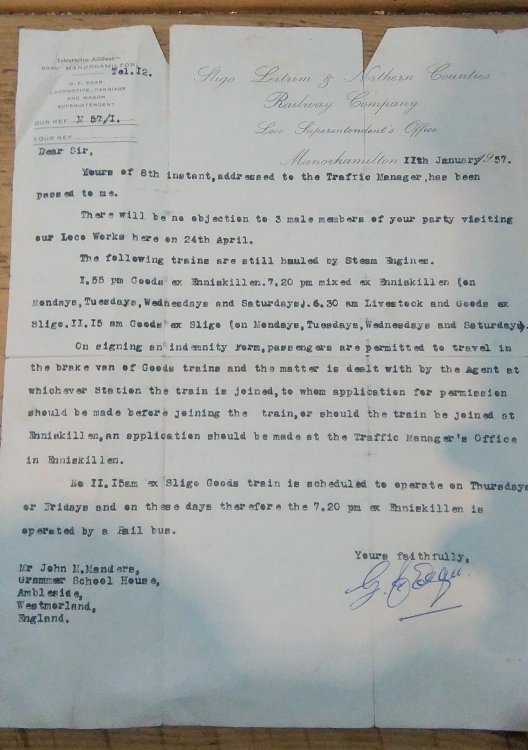 Telegraphic Address—
"EGAN" MANORHAMILTON
Tel.I2.
G. F. EGAN
LOCOMOTIVE, CARRIAGE
AND WAGON
SUPERINTENDENT
OUR REF. M 57/I.
YOUR REF.
Sligo Leitrim & Northern Counties
Railway Company
Loco Superintendent's Office
Manorhamilton IIth January 1957.
Dear Sir,
Yours of 8th instant,addressed to the Traffic Manager,has been
passed to me.
There will be no objection to 3 male members of your party visiting
our Loco Works here on 24th April.
The following trains are still hauled by Steam Engines.
I.55 pm Goods ex Enniskillen.7.20 pm mixed ex Enniskillen (on
Mondays,Tuesdays,Wednesdays and Saturdays).6.30 am Livestock and Goods ex
Sligo.II.I5 am Goods ex Sligo (on Mondays,Tuesdays,Wednesdays and Saturdays).
On signing an indemnity form,passengers are permitted to travel in
the brake van of Goods trains and the matter is dealt with by the Agent at
whichever Station the train is joined,to whom application for permission
should be made before joining the train,or should the train be joined at
Enniskillen,an application should be made at the Traffic Manager's Office
in Enniskillen.
No II.I5am ex Sligo Goods train is scheduled to operate on Thursdays
or Fridays and on these days therefore the 7.20 pm ex Enniskillen is
operated by a Rail bus.
Yours faithfully,
G. F. Egan
Mr John M.Manders,
Grammar School House,
Ambleside,
Westmorland,
England.